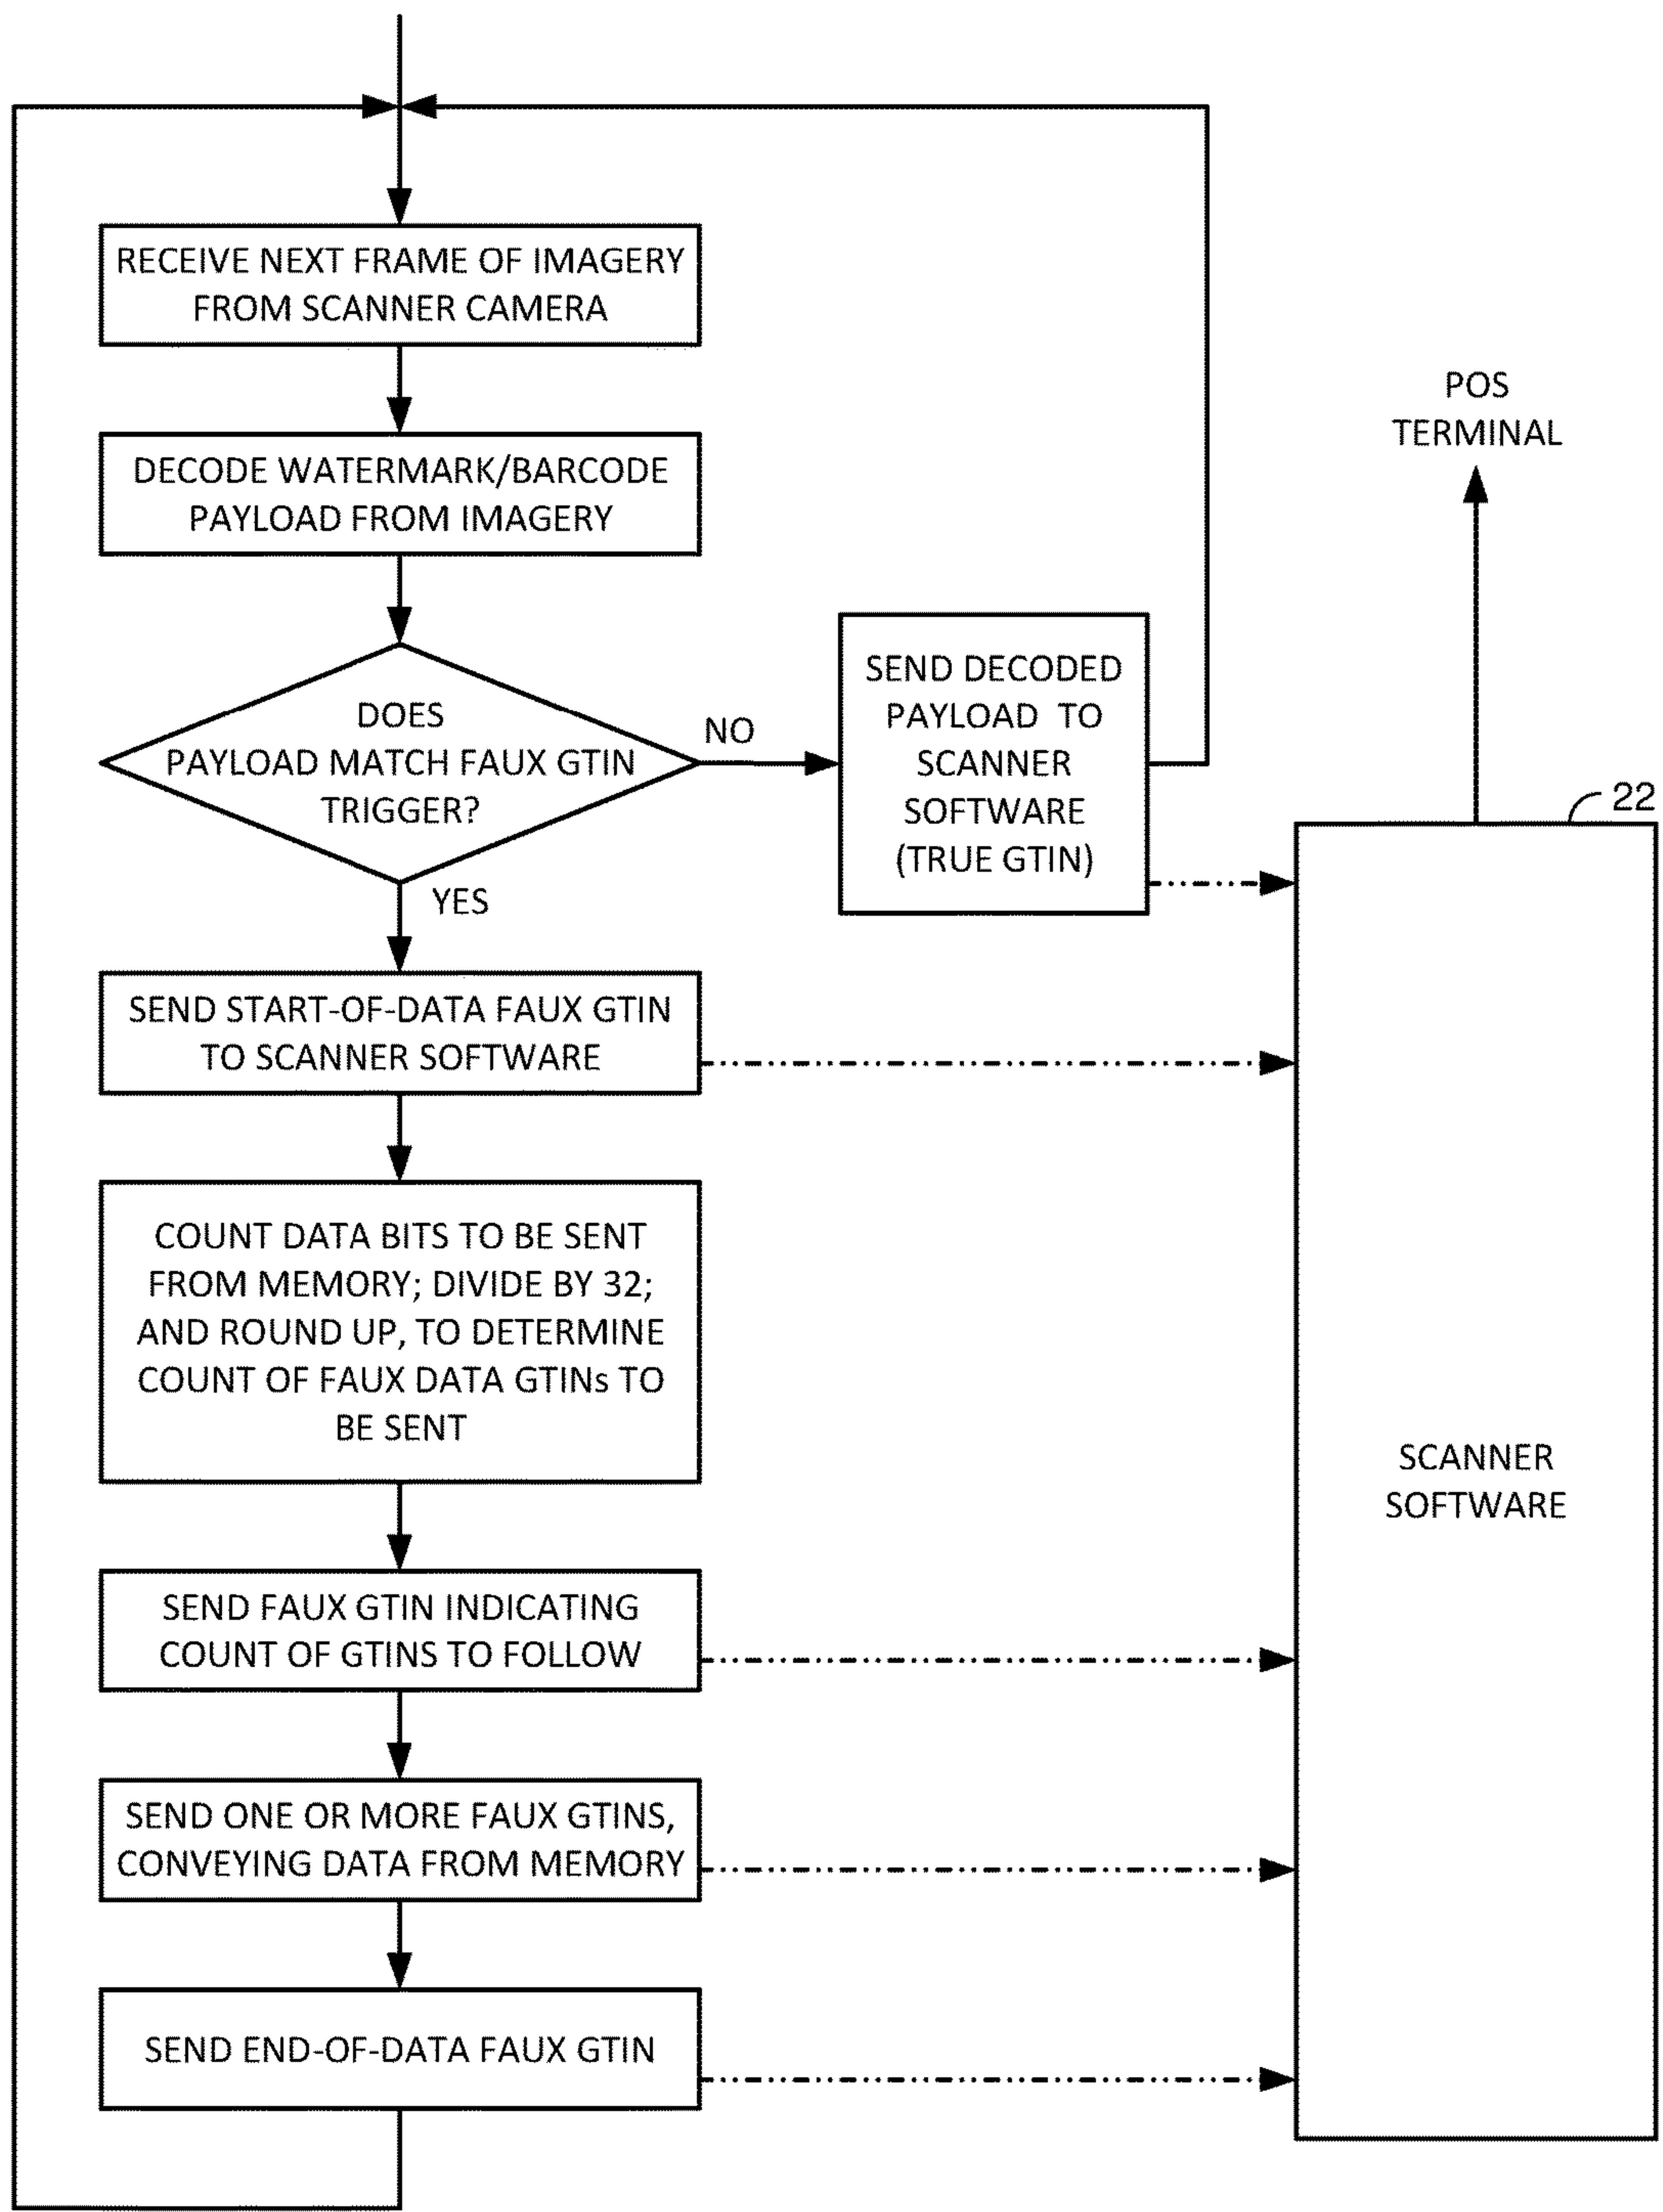 RECEIVE NEXT FRAME OF IMAGERY
FROM SCANNER CAMERA
DECODE WATERMARK/BARCODE
PAYLOAD FROM IMAGERY
DOES
PAYLOAD MATCH FAUX GTIN
TRIGGER?
NO
YES
SEND DECODED
PAYLOAD TO
SCANNER
SOFTWARE
(TRUE GTIN)
POS
TERMINAL
22
SEND START-OF-DATA FAUX GTIN
TO SCANNER SOFTWARE
COUNT DATA BITS TO BE SENT
FROM MEMORY; DIVIDE BY 32;
AND ROUND UP, TO DETERMINE
COUNT OF FAUX DATA GTINs TO
BE SENT
SCANNER
SOFTWARE
SEND FAUX GTIN INDICATING
COUNT OF GTINS TO FOLLOW
SEND ONE OR MORE FAUX GTINS,
CONVEYING DATA FROM MEMORY
SEND END-OF-DATA FAUX GTIN